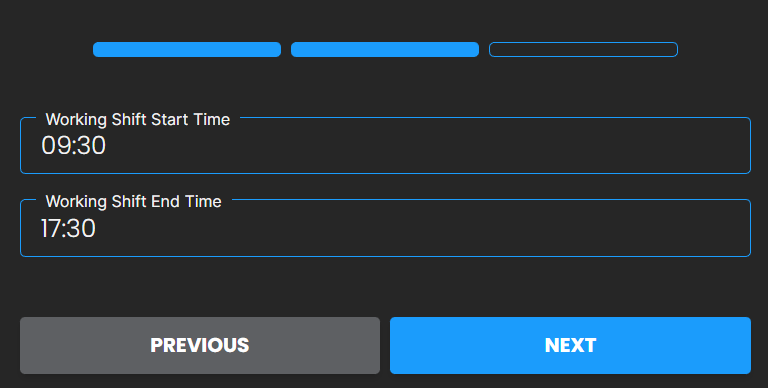 Working Shift Start Time
09:30
Working Shift End Time
17:30
PREVIOUS
NEXT